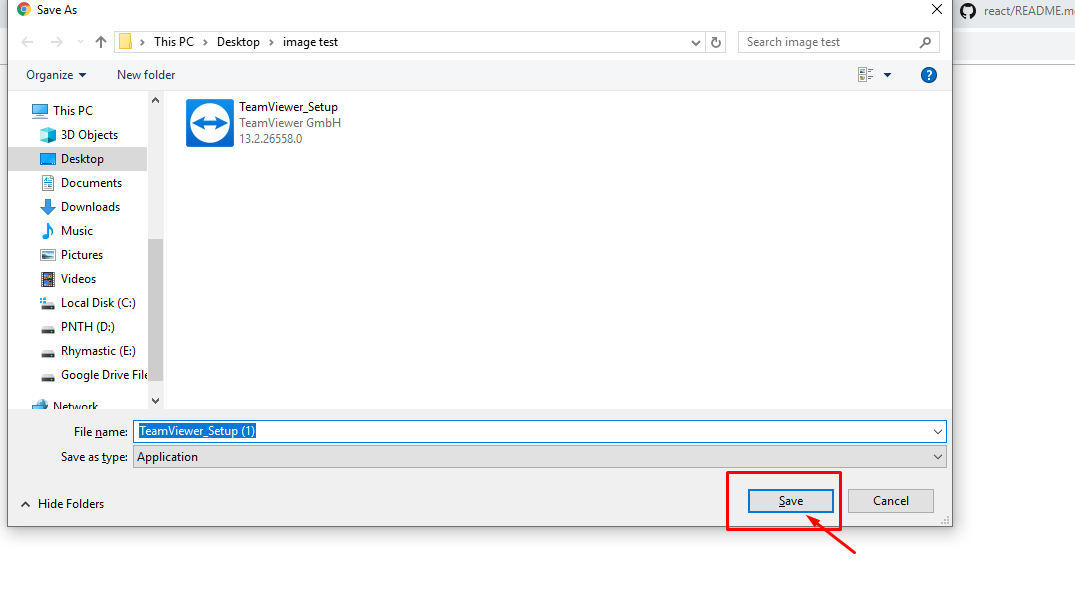 Save As
react/README.m
This PC > Desktop > image test
Search image test
Organize
New folder
?
This PC
3D Objects
Desktop
Documents
Downloads
Music
Pictures
Videos
Local Disk (C:)
PNTH (D:)
Rhymastic (E:)
Google Drive File
Network
TeamViewer_Setup
TeamViewer GmbH
13.2.26558.0
File name: TeamViewer_Setup (1)
Save as type: Application
Hide Folders
Save
Cancel